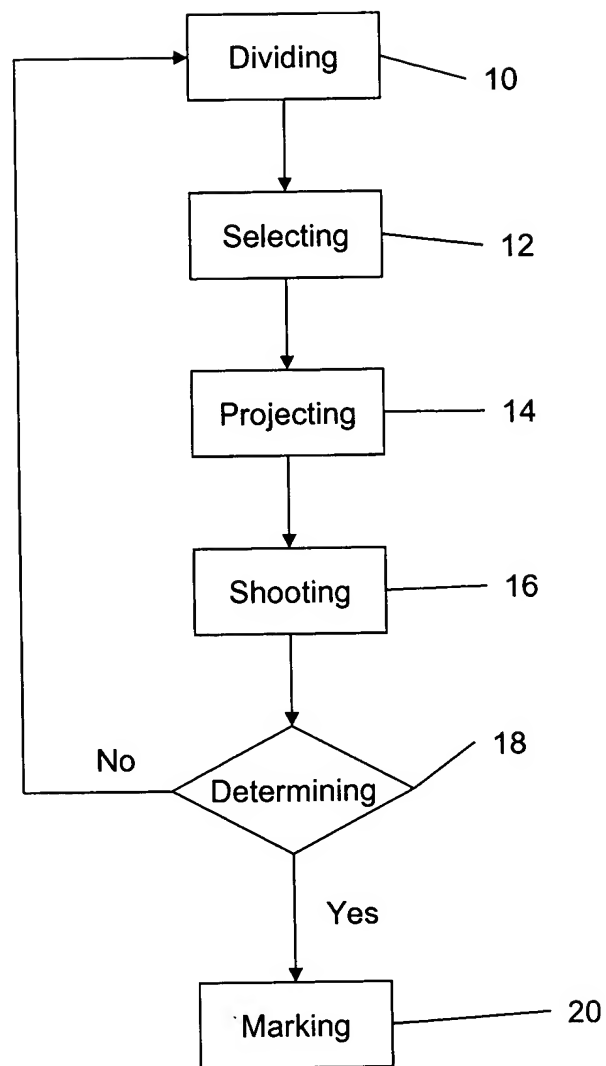 Dividing
10
Selecting
12
Projecting
14
Shooting
16
Determining
18
No
Yes
Marking
20